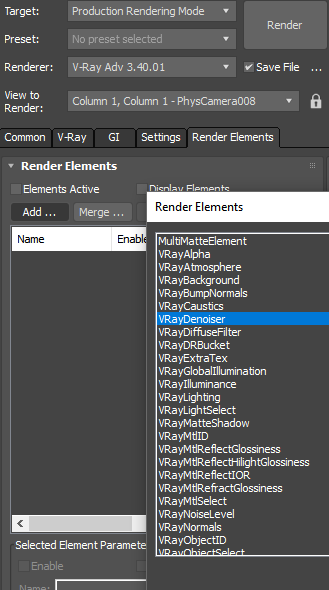 Target: Production Rendering Mode
Preset: No preset selected
Render
Renderer: V-Ray Adv 3.40.01
Save File ...
View to Render: Column 1, Column 1 - PhysCamera008
Common V-Ray GI Settings Render Elements
Render Elements
Elements Active Display Elements
Add ... Merge ...
Name Enable
Render Elements
MultiMatteElement
VRayAlpha
VRayAtmosphere
VRayBackground
VRayBumpNormals
VRayCaustics
VRayDenoiser
VRayDiffuseFilter
VRayDRBucket
VRayExtraTex
VRayGlobalIllumination
VRayIlluminance
VRayLighting
VRayLightSelect
VRayMatteShadow
VRayMtlID
VRayMtlReflectGlossiness
VRayMtlReflectHilightGlossiness
VRayMtlReflectIOR
VRayMtlRefractGlossiness
VRayMtlSelect
VRayNoiseLevel
VRayNormals
VRayObjectID
VRayObjectSelect
Selected Element Paramete
Enable
Name: